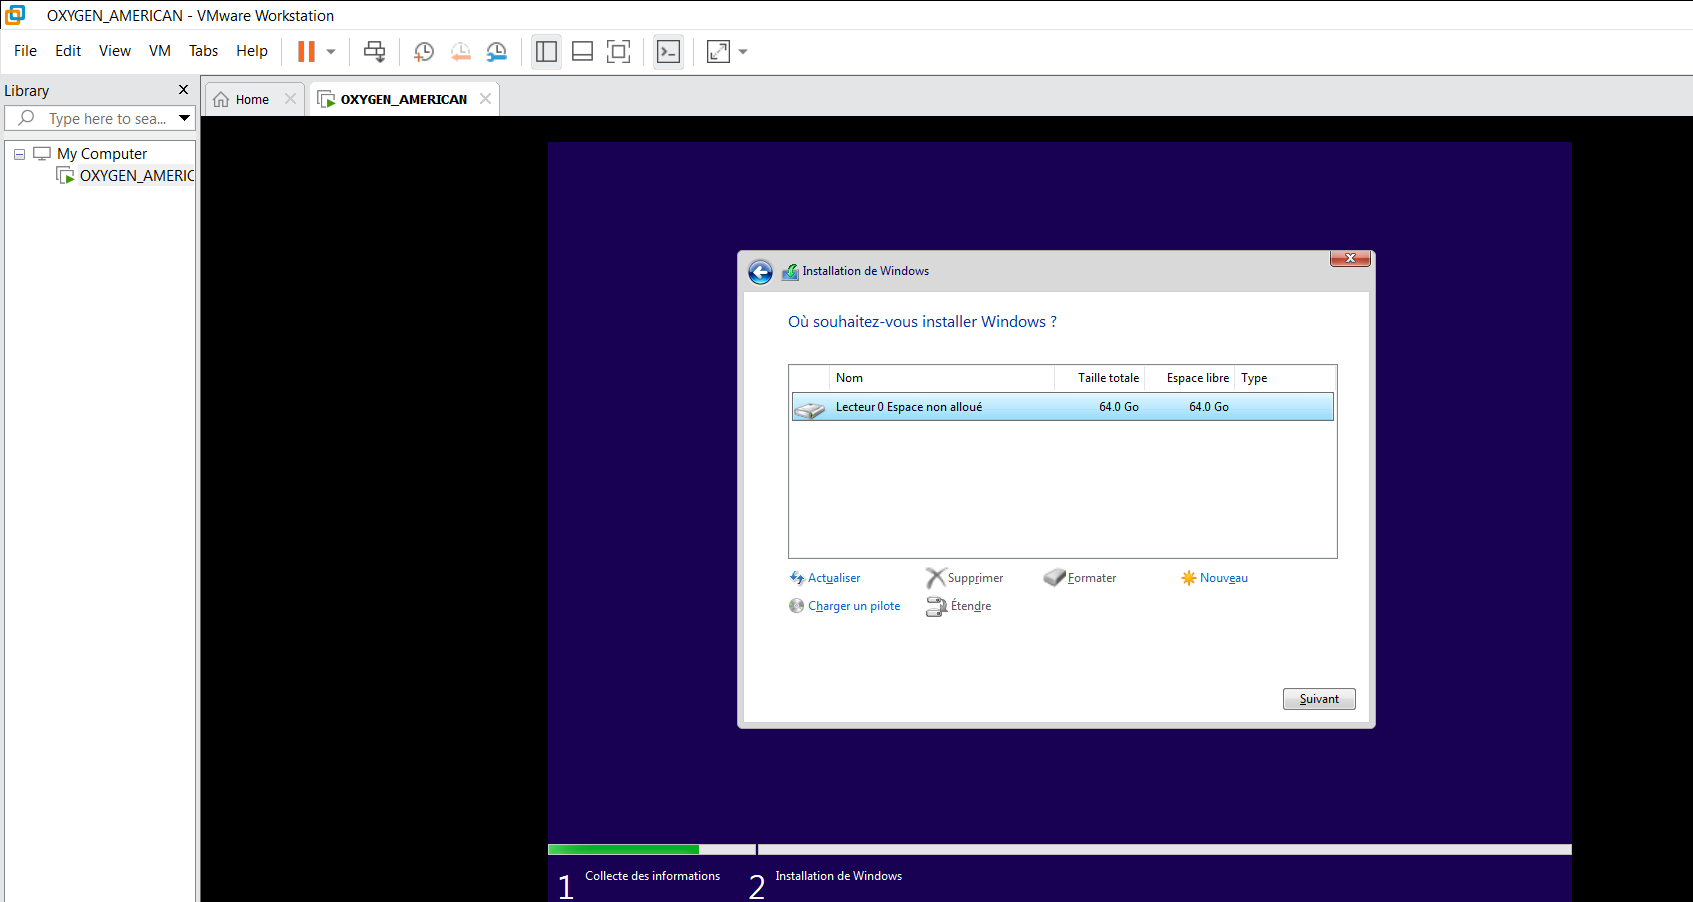 OXYGEN_AMERICAN - VMware Workstation
File Edit View VM Tabs Help
Library
Home
OXYGEN_AMERICAN
Type here to sea...
My Computer
OXYGEN_AMERIC
Installation de Windows
Où souhaitez-vous installer Windows ?
Nom Taille totale Espace libre Type
Lecteur 0 Espace non alloué 64.0 Go 64.0 Go
Actualiser Supprimer Formater Nouveau
Charger un pilote Étendre
Suivant
1 Collecte des informations 2 Installation de Windows